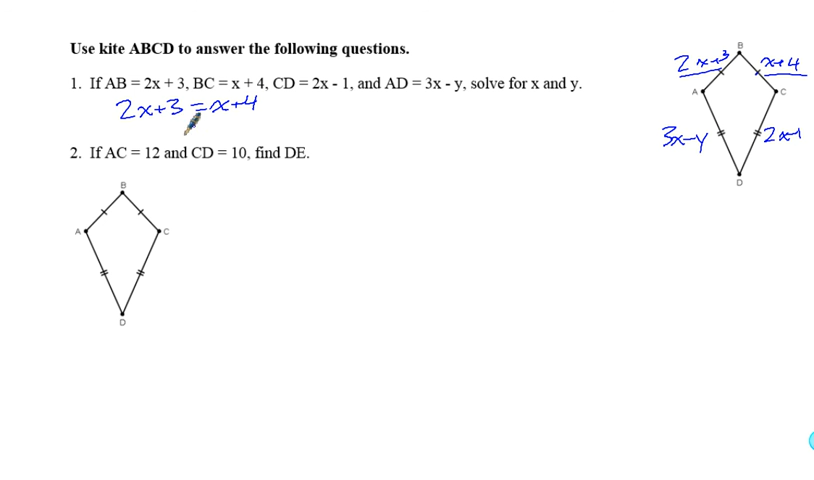 Use kite ABCD to answer the following questions.
1. If AB = 2x + 3, BC = x + 4, CD = 2x - 1, and AD = 3x - y, solve for x and y.
2x+3=x+4
2. If AC = 12 and CD = 10, find DE.
B
A
C
D
B
2x+3
x+4
A
C
3x-y
2x-1
D